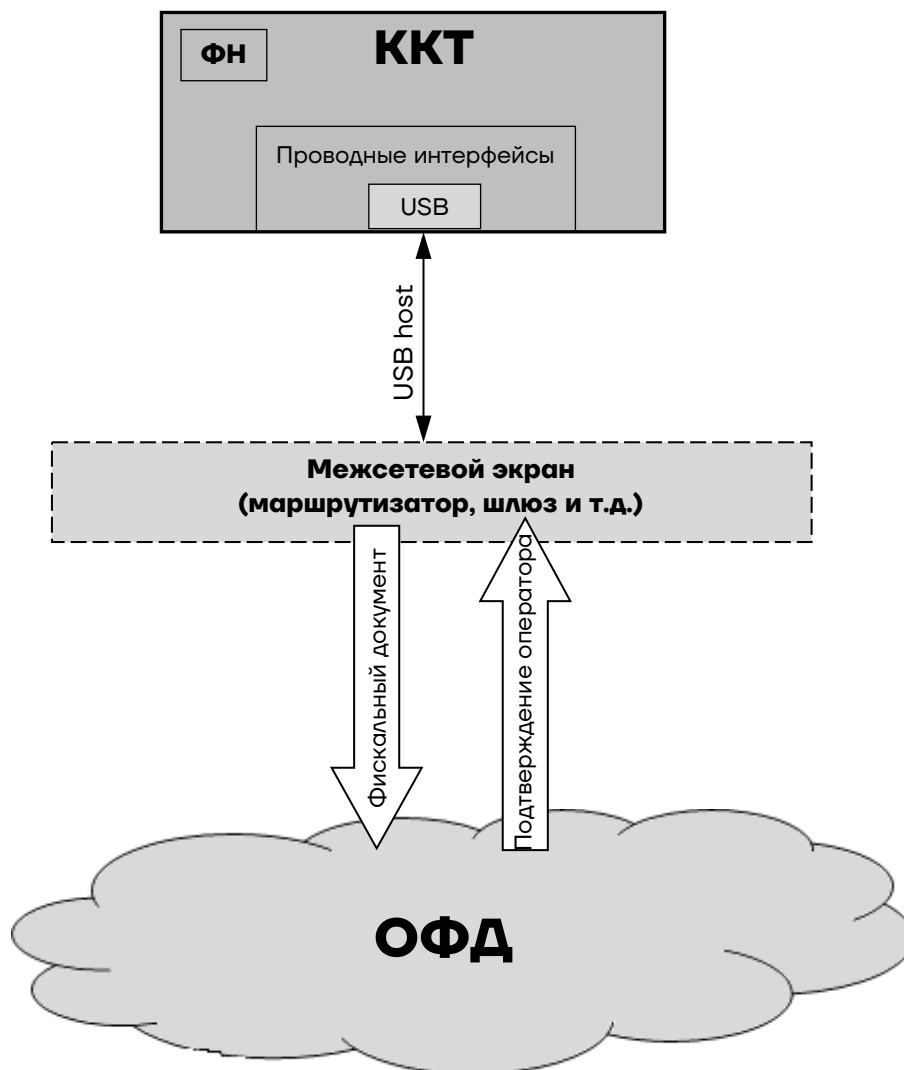 ФН
ККТ
Проводные интерфейсы
USB
USB host
Межсетевой экран
(маршрутизатор, шлюз и т.д.)
Фискальный документ
Подтверждение оператора
ОФД